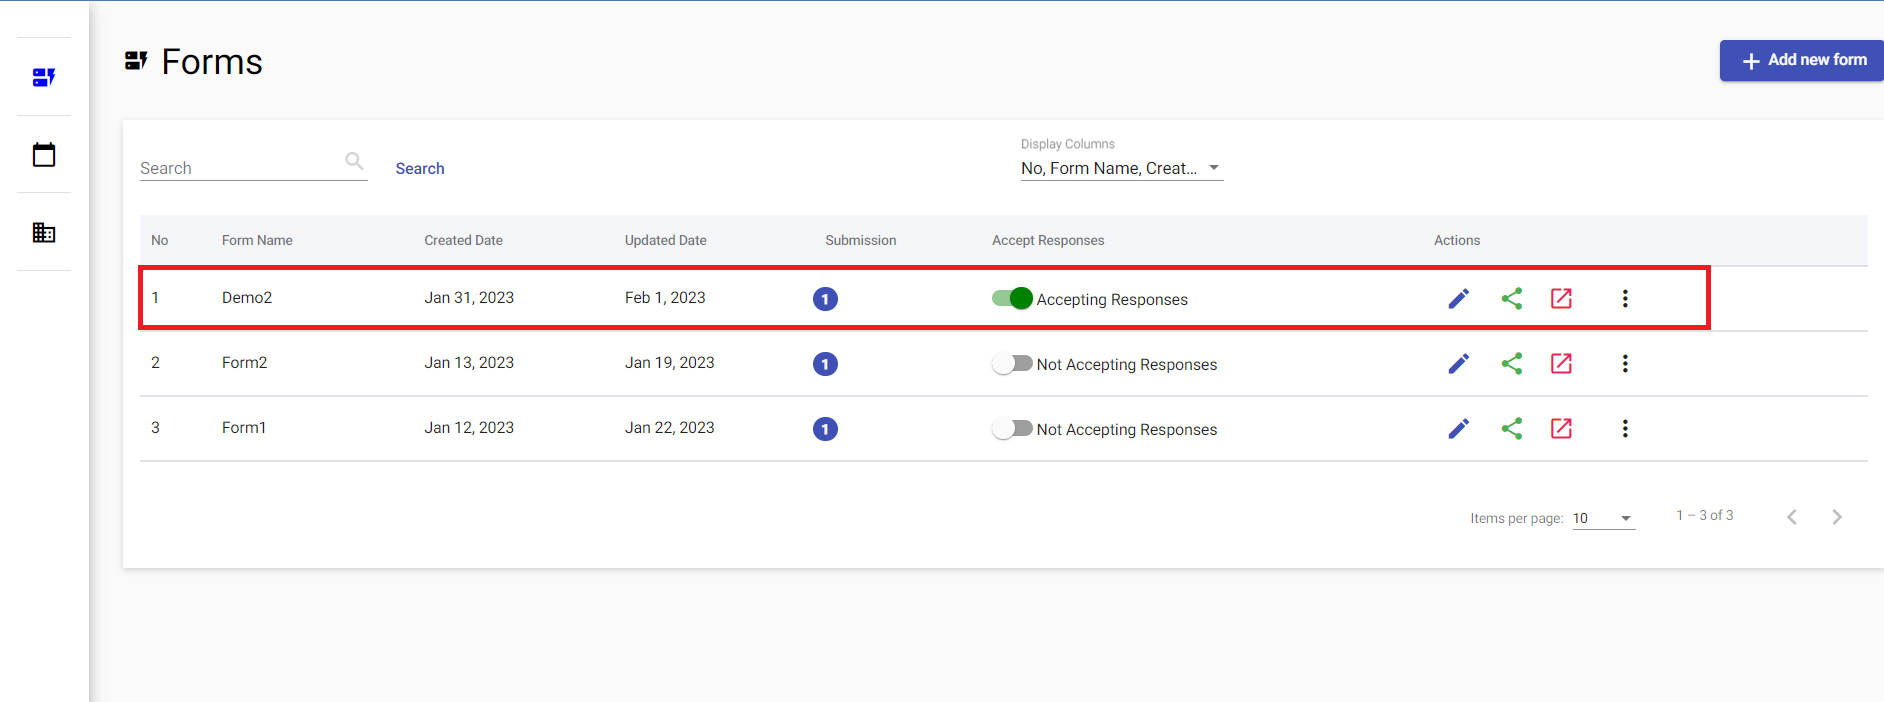 Forms
Add new form
Search
Search
Display Columns
No, Form Name, Creat...
No Form Name Created Date Updated Date Submission Accept Responses Actions
1 Demo2 Jan 31, 2023 Feb 1, 2023 1 Accepting Responses
2 Form2 Jan 13, 2023 Jan 19, 2023 1 Not Accepting Responses
3 Form1 Jan 12, 2023 Jan 22, 2023 1 Not Accepting Responses
Items per page: 10 1 – 3 of 3